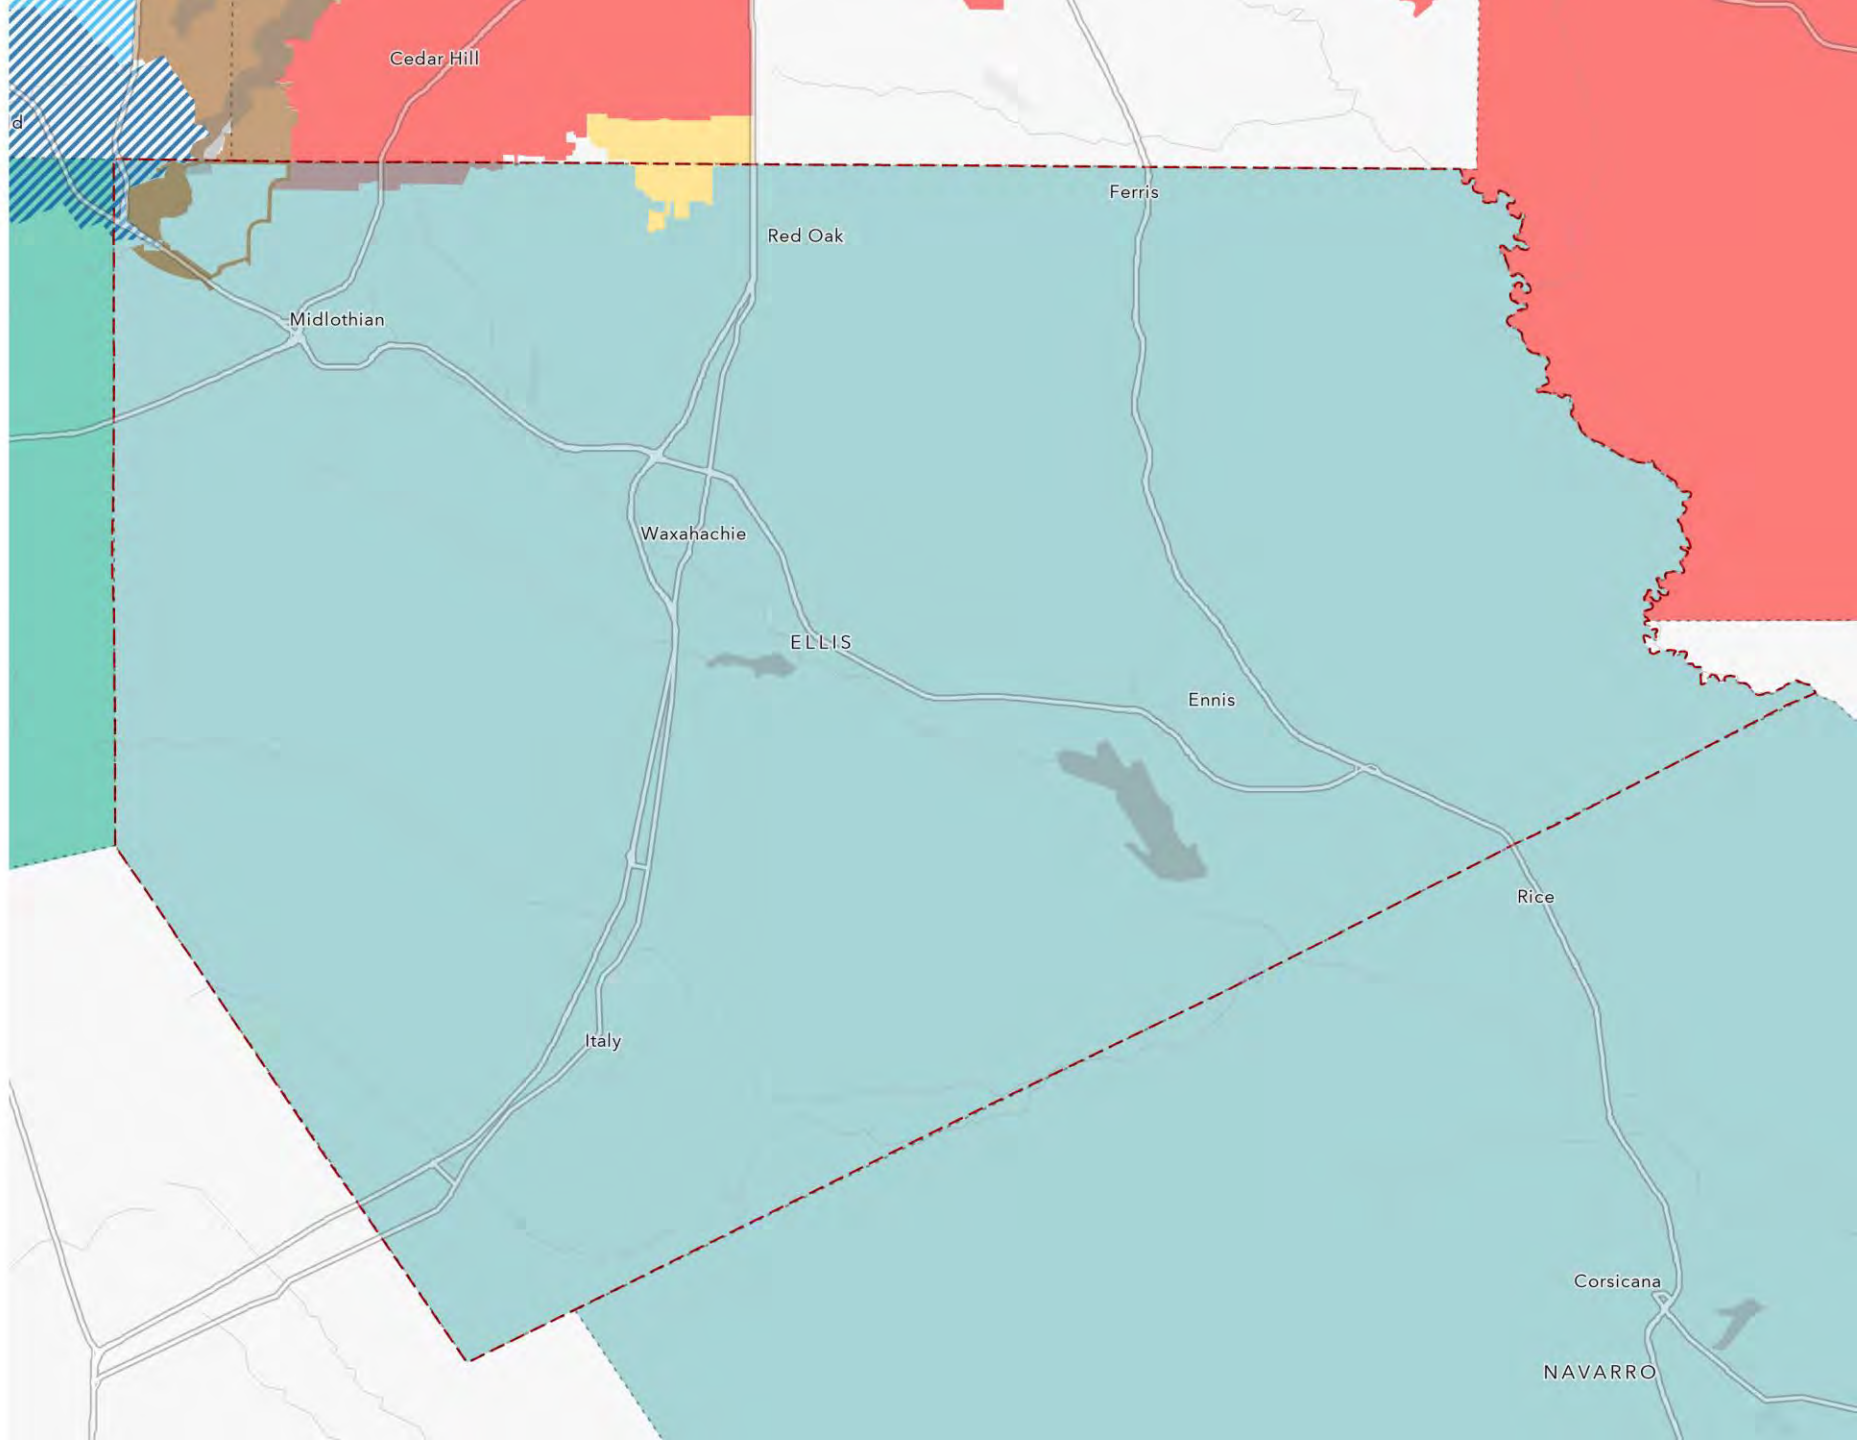 Cedar Hill
d
Ferris
Red Oak
Midlothian
Waxahachie
ELLIS
Ennis
Rice
Italy
Corsicana
NAVARRO